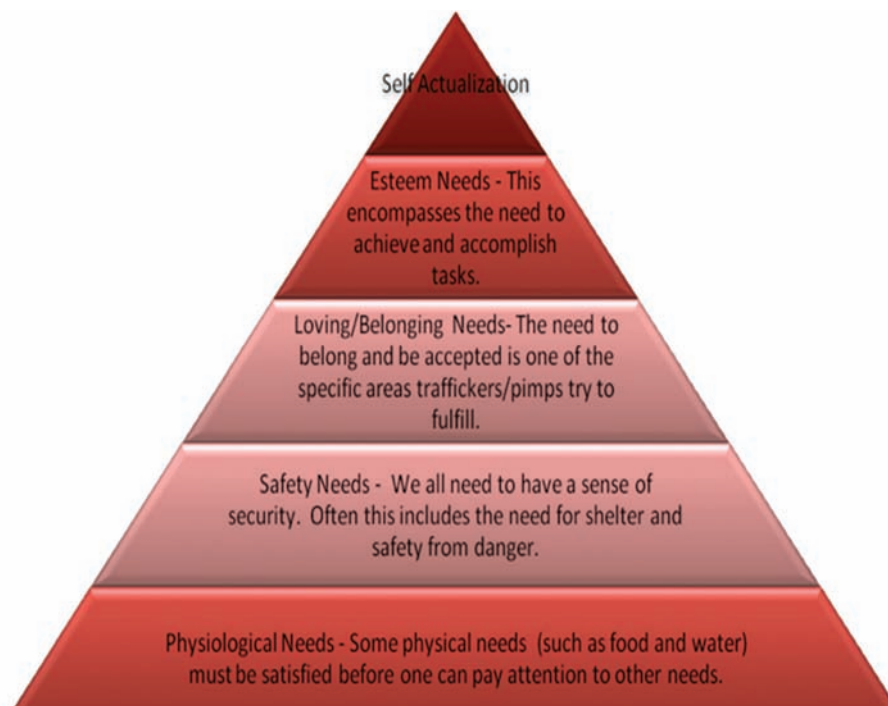 Self Actualization
Esteem Needs - This
encompasses the need to
achieve and accomplish
tasks.
Loving/Belonging Needs- The need to
belong and be accepted is one of the
specific areas traffickers/pimps try to
fulfill.
Safety Needs - We all need to have a sense of
security. Often this includes the need for shelter and
safety from danger.
Physiological Needs - Some physical needs (such as food and water)
must be satisfied before one can pay attention to other needs.